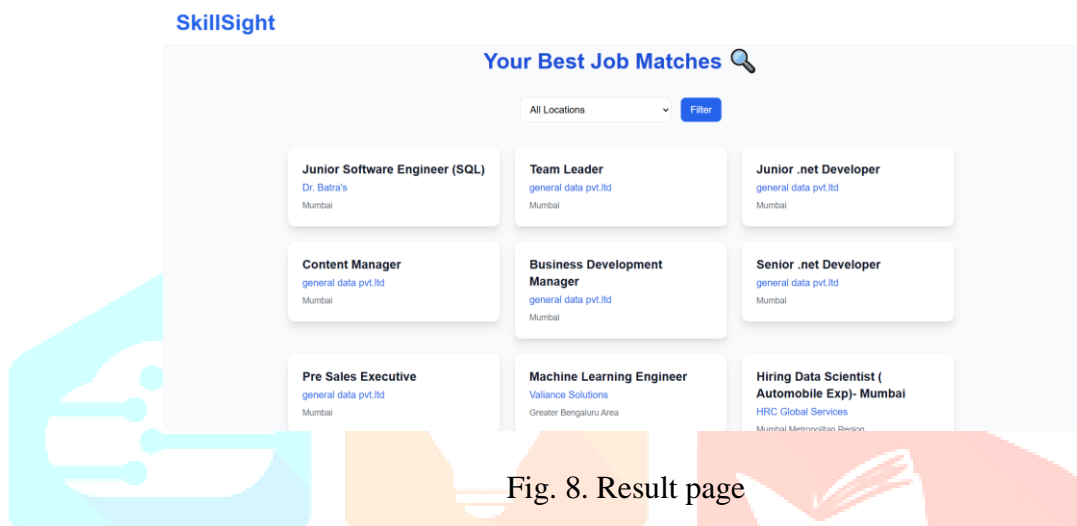 SkillSight
Your Best Job Matches
All Locations
Filter
Junior Software Engineer (SQL)
Dr. Batra's
Mumbai
Team Leader
general data pvt.ltd
Mumbai
Junior .net Developer
general data pvt.ltd
Mumbai
Content Manager
general data pvt.ltd
Mumbai
Business Development
Manager
general data pvt.ltd
Mumbai
Senior .net Developer
general data pvt.ltd
Mumbai
Pre Sales Executive
general data pvt.ltd
Mumbai
Machine Learning Engineer
Valiance Solutions
Greater Bengaluru Area
Hiring Data Scientist (
Automobile Exp)- Mumbai
HRC Global Services
Mumbai Metropolitan Region
Fig. 8. Result page